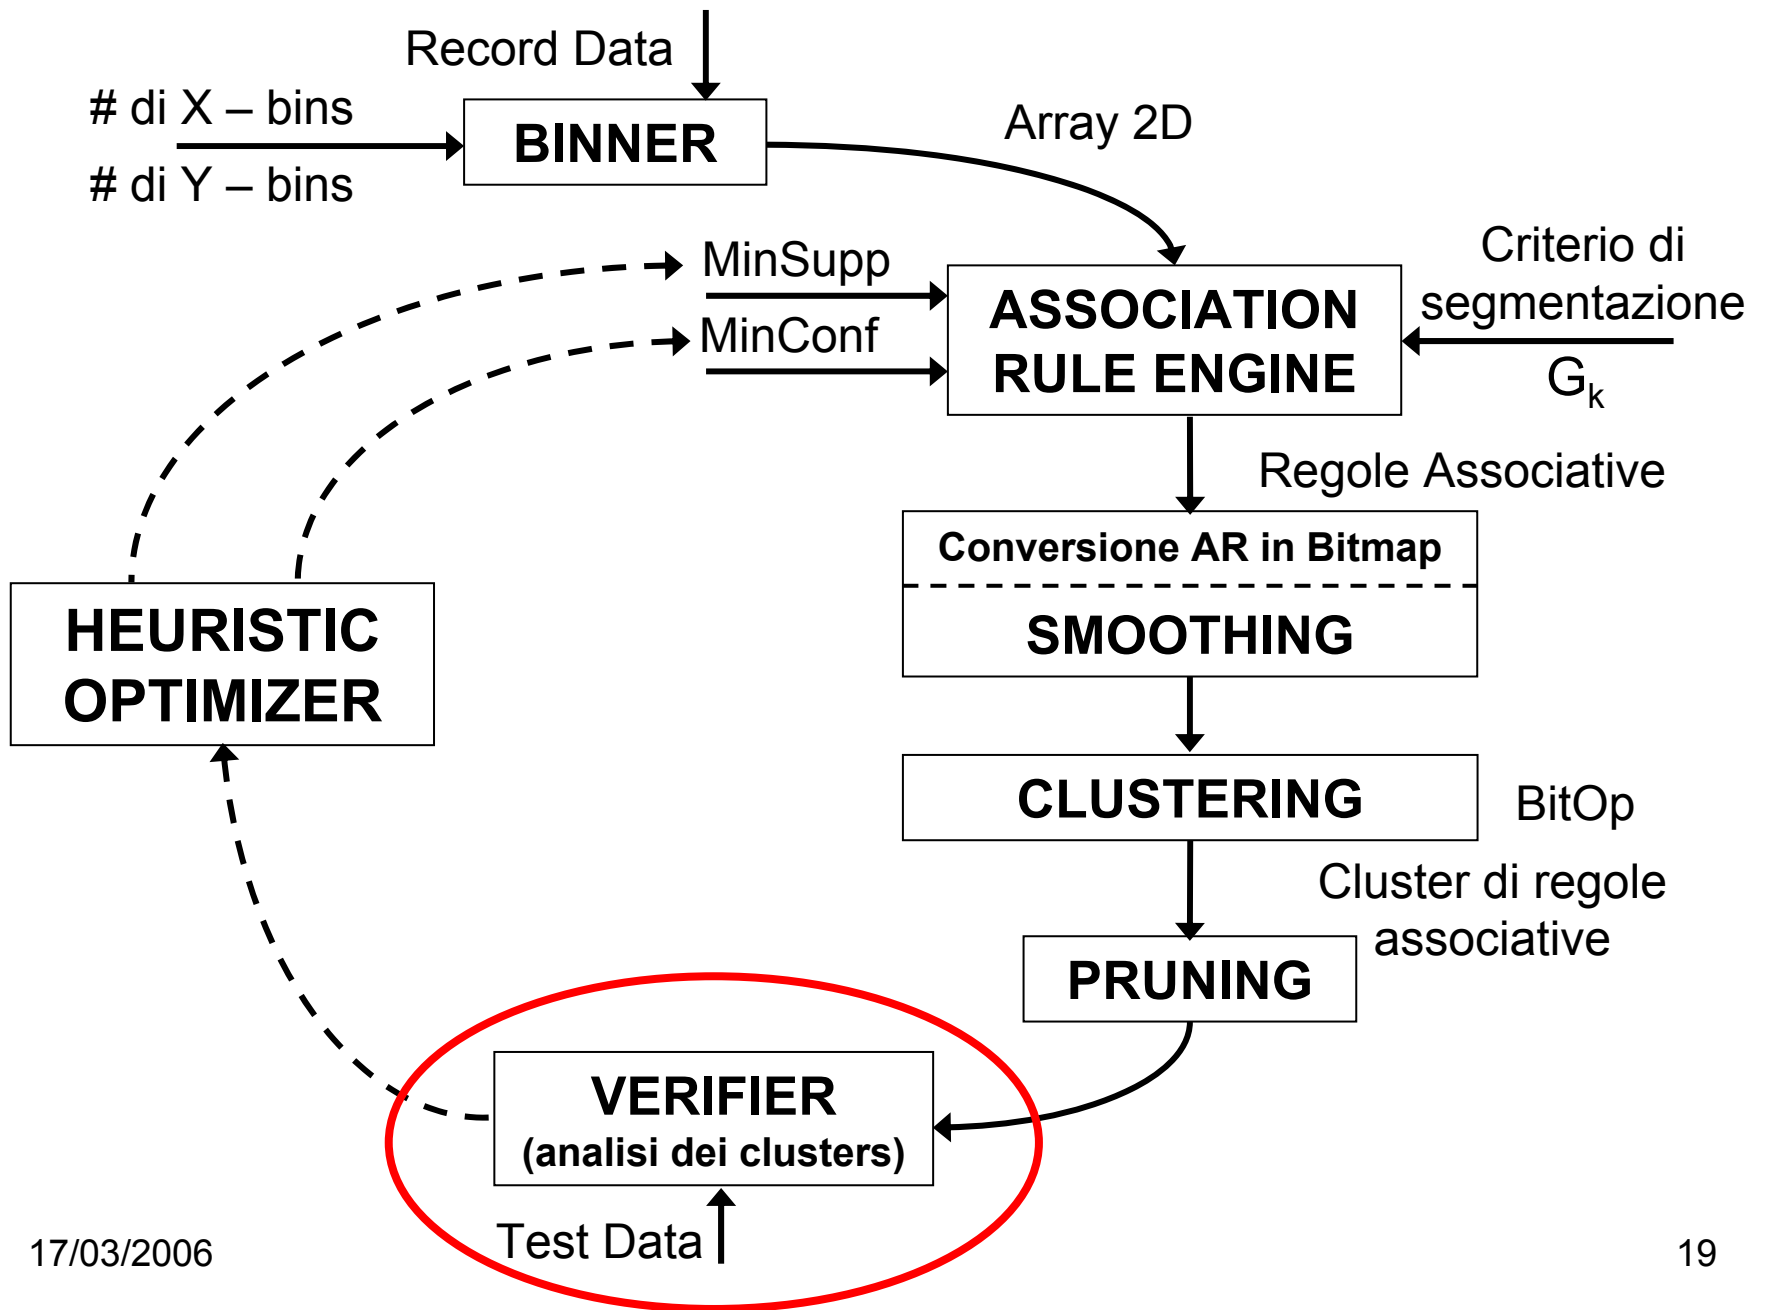 Record Data
# di X – bins
# di Y – bins
BINNER
Array 2D
MinSupp
MinConf
ASSOCIATION
RULE ENGINE
Criterio di
segmentazione
Gk
Regole Associative
Conversione AR in Bitmap
SMOOTHING
HEURISTIC
OPTIMIZER
CLUSTERING
BitOp
Cluster di regole
associative
PRUNING
VERIFIER
(analisi dei clusters)
Test Data
17/03/2006
19